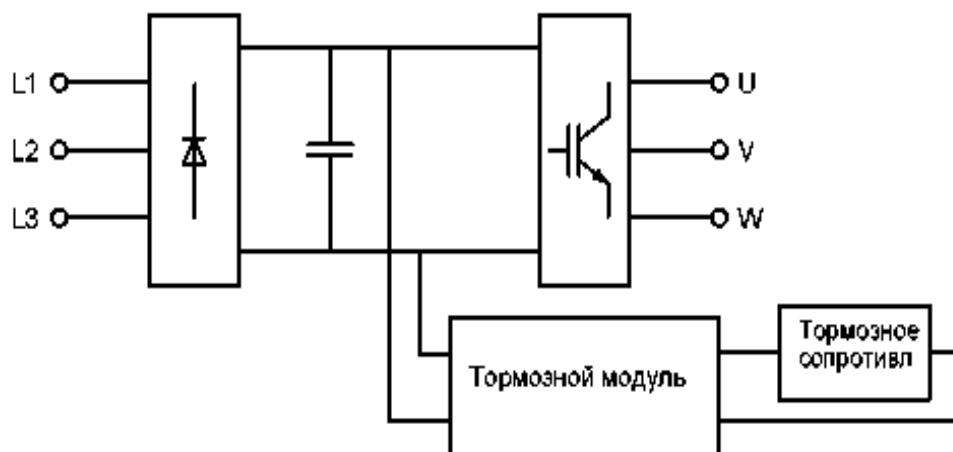 L1
L2
L3
U
V
W
Тормозное
сопротивл
Тормозной модуль